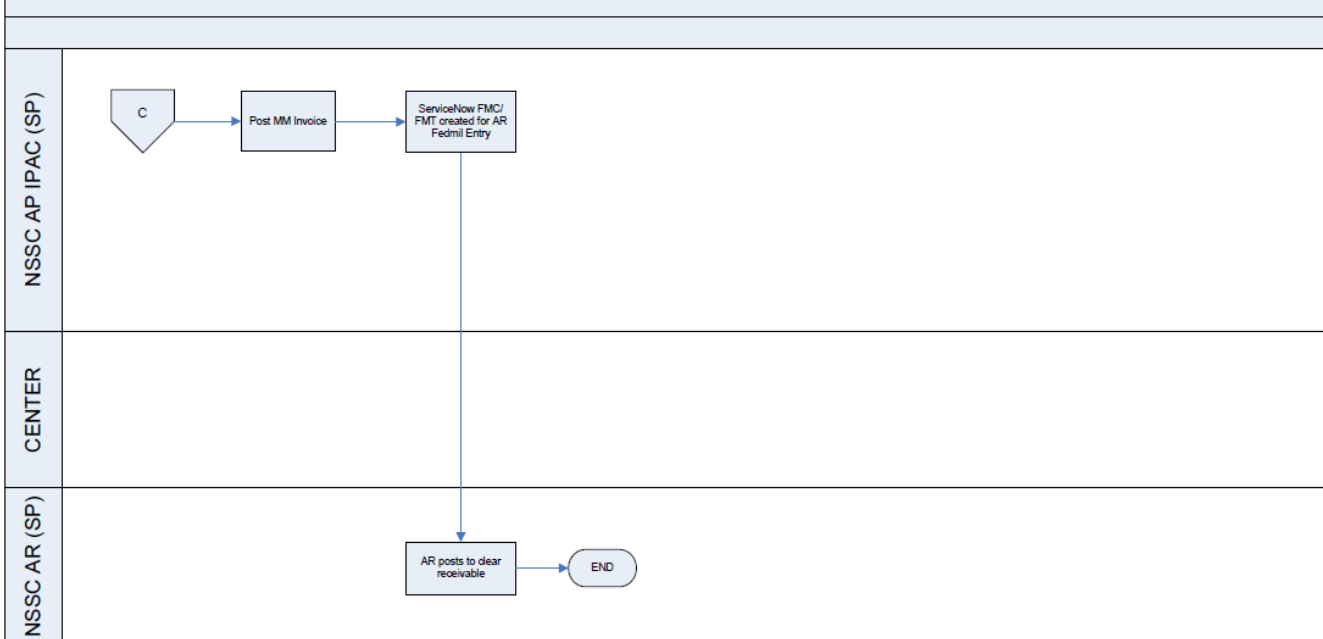 NSSC AP IPAC (SP)
C
Post MM Invoice
ServiceNow FMC/
FMT created for AR
Fedmil Entry
CENTER
NSSC AR (SP)
AR posts to clear
receivable
END